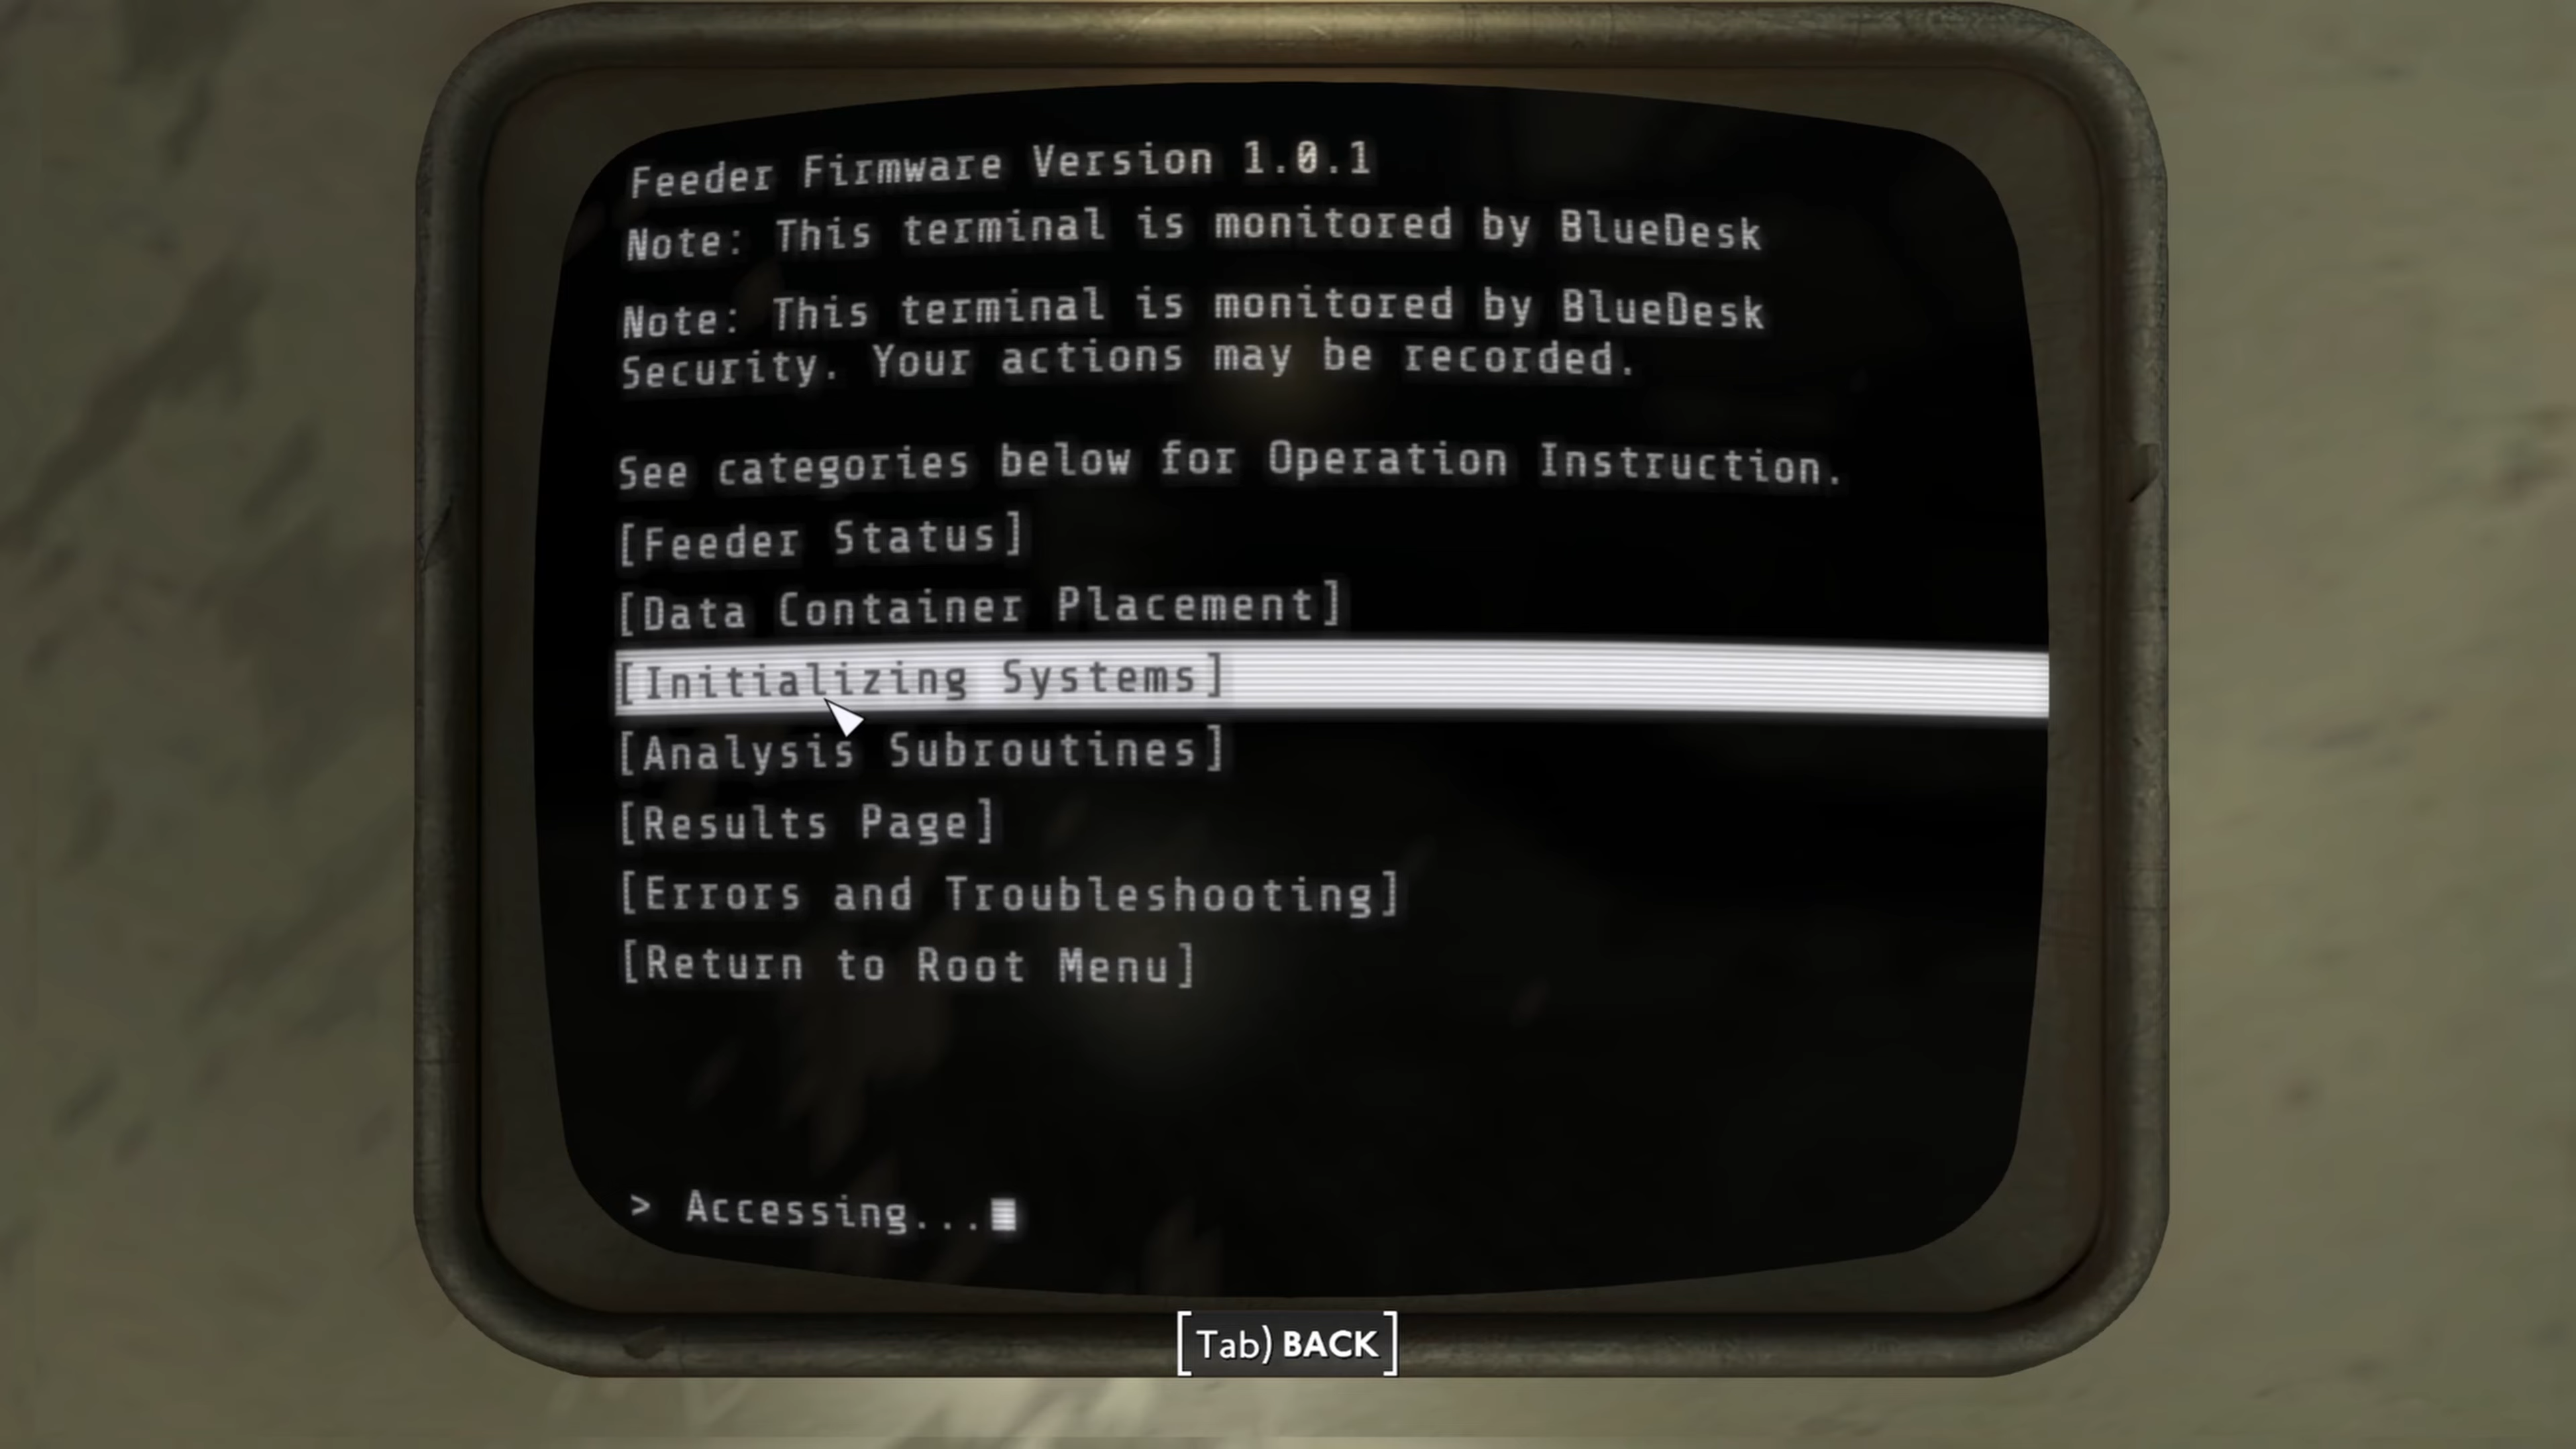 Feeder Firmware Version 1.0.1
Note: This terminal is monitored by BlueDesk
Note: This terminal is monitored by BlueDesk
Security. Your actions may be recorded.
See categories below for Operation Instruction.
[Feeder Status]
[Data Container Placement]
[Initializing Systems]
[Analysis Subroutines]
[Results Page]
[Errors and Troubleshooting]
[Return to Root Menu]
> Accessing...
[Tab) BACK]